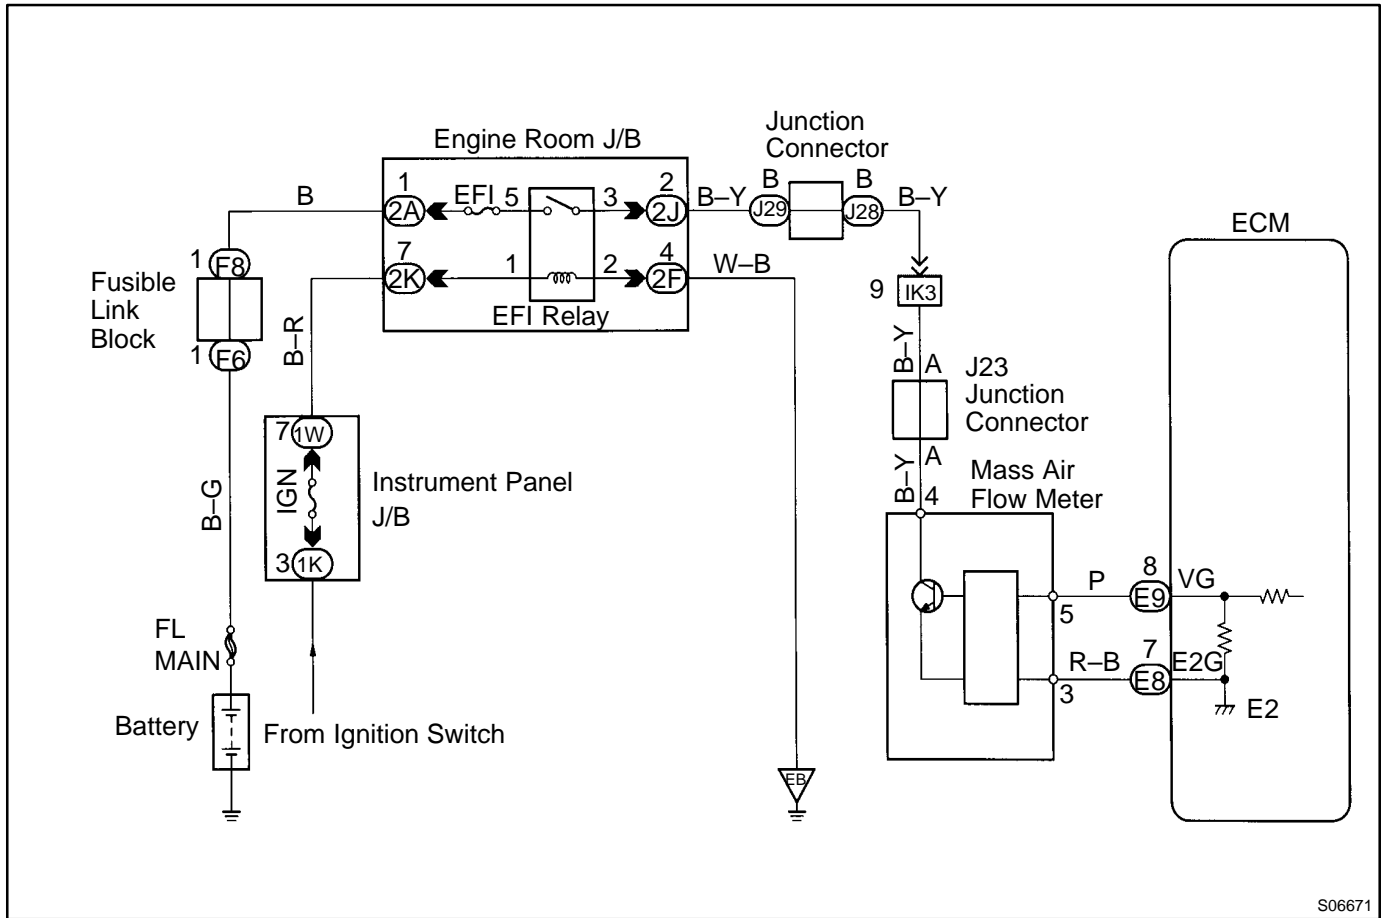 Engine Room J/B
Junction
Connector
B
1
2A
EFI
5
3
2
2J
B–Y
B
J29
B
J28
B–Y
7
2K
1
2
4
2F
W–B
EFI Relay
1
F8
Fusible
Link
Block
1
F6
B–R
9
IK3
ECM
B–Y
A
J23
Junction
Connector
A
B–Y
4
Mass Air
Flow Meter
7
1W
IGN
Instrument Panel
J/B
3
1K
B–G
FL
MAIN
Battery
From Ignition Switch
EB
P
5
8
E9
VG
R–B
3
7
E8
E2G
E2
S06671